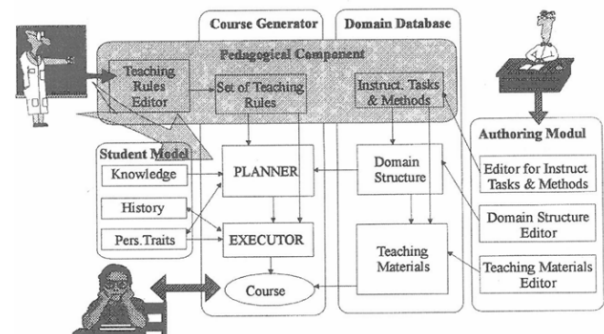 Course Generator
Domain Database
Pedagogical Component
Teaching
Rules
Editor
Set of Teaching
Rules
Instruct. Tasks
& Methods
Authoring Modul
Student Model
Knowledge
PLANNER
Domain
Structure
Editor for Instruct
Tasks & Methods
History
Domain Structure
Editor
Pers.Traits
EXECUTOR
Teaching
Materials
Teaching Materials
Editor
Course